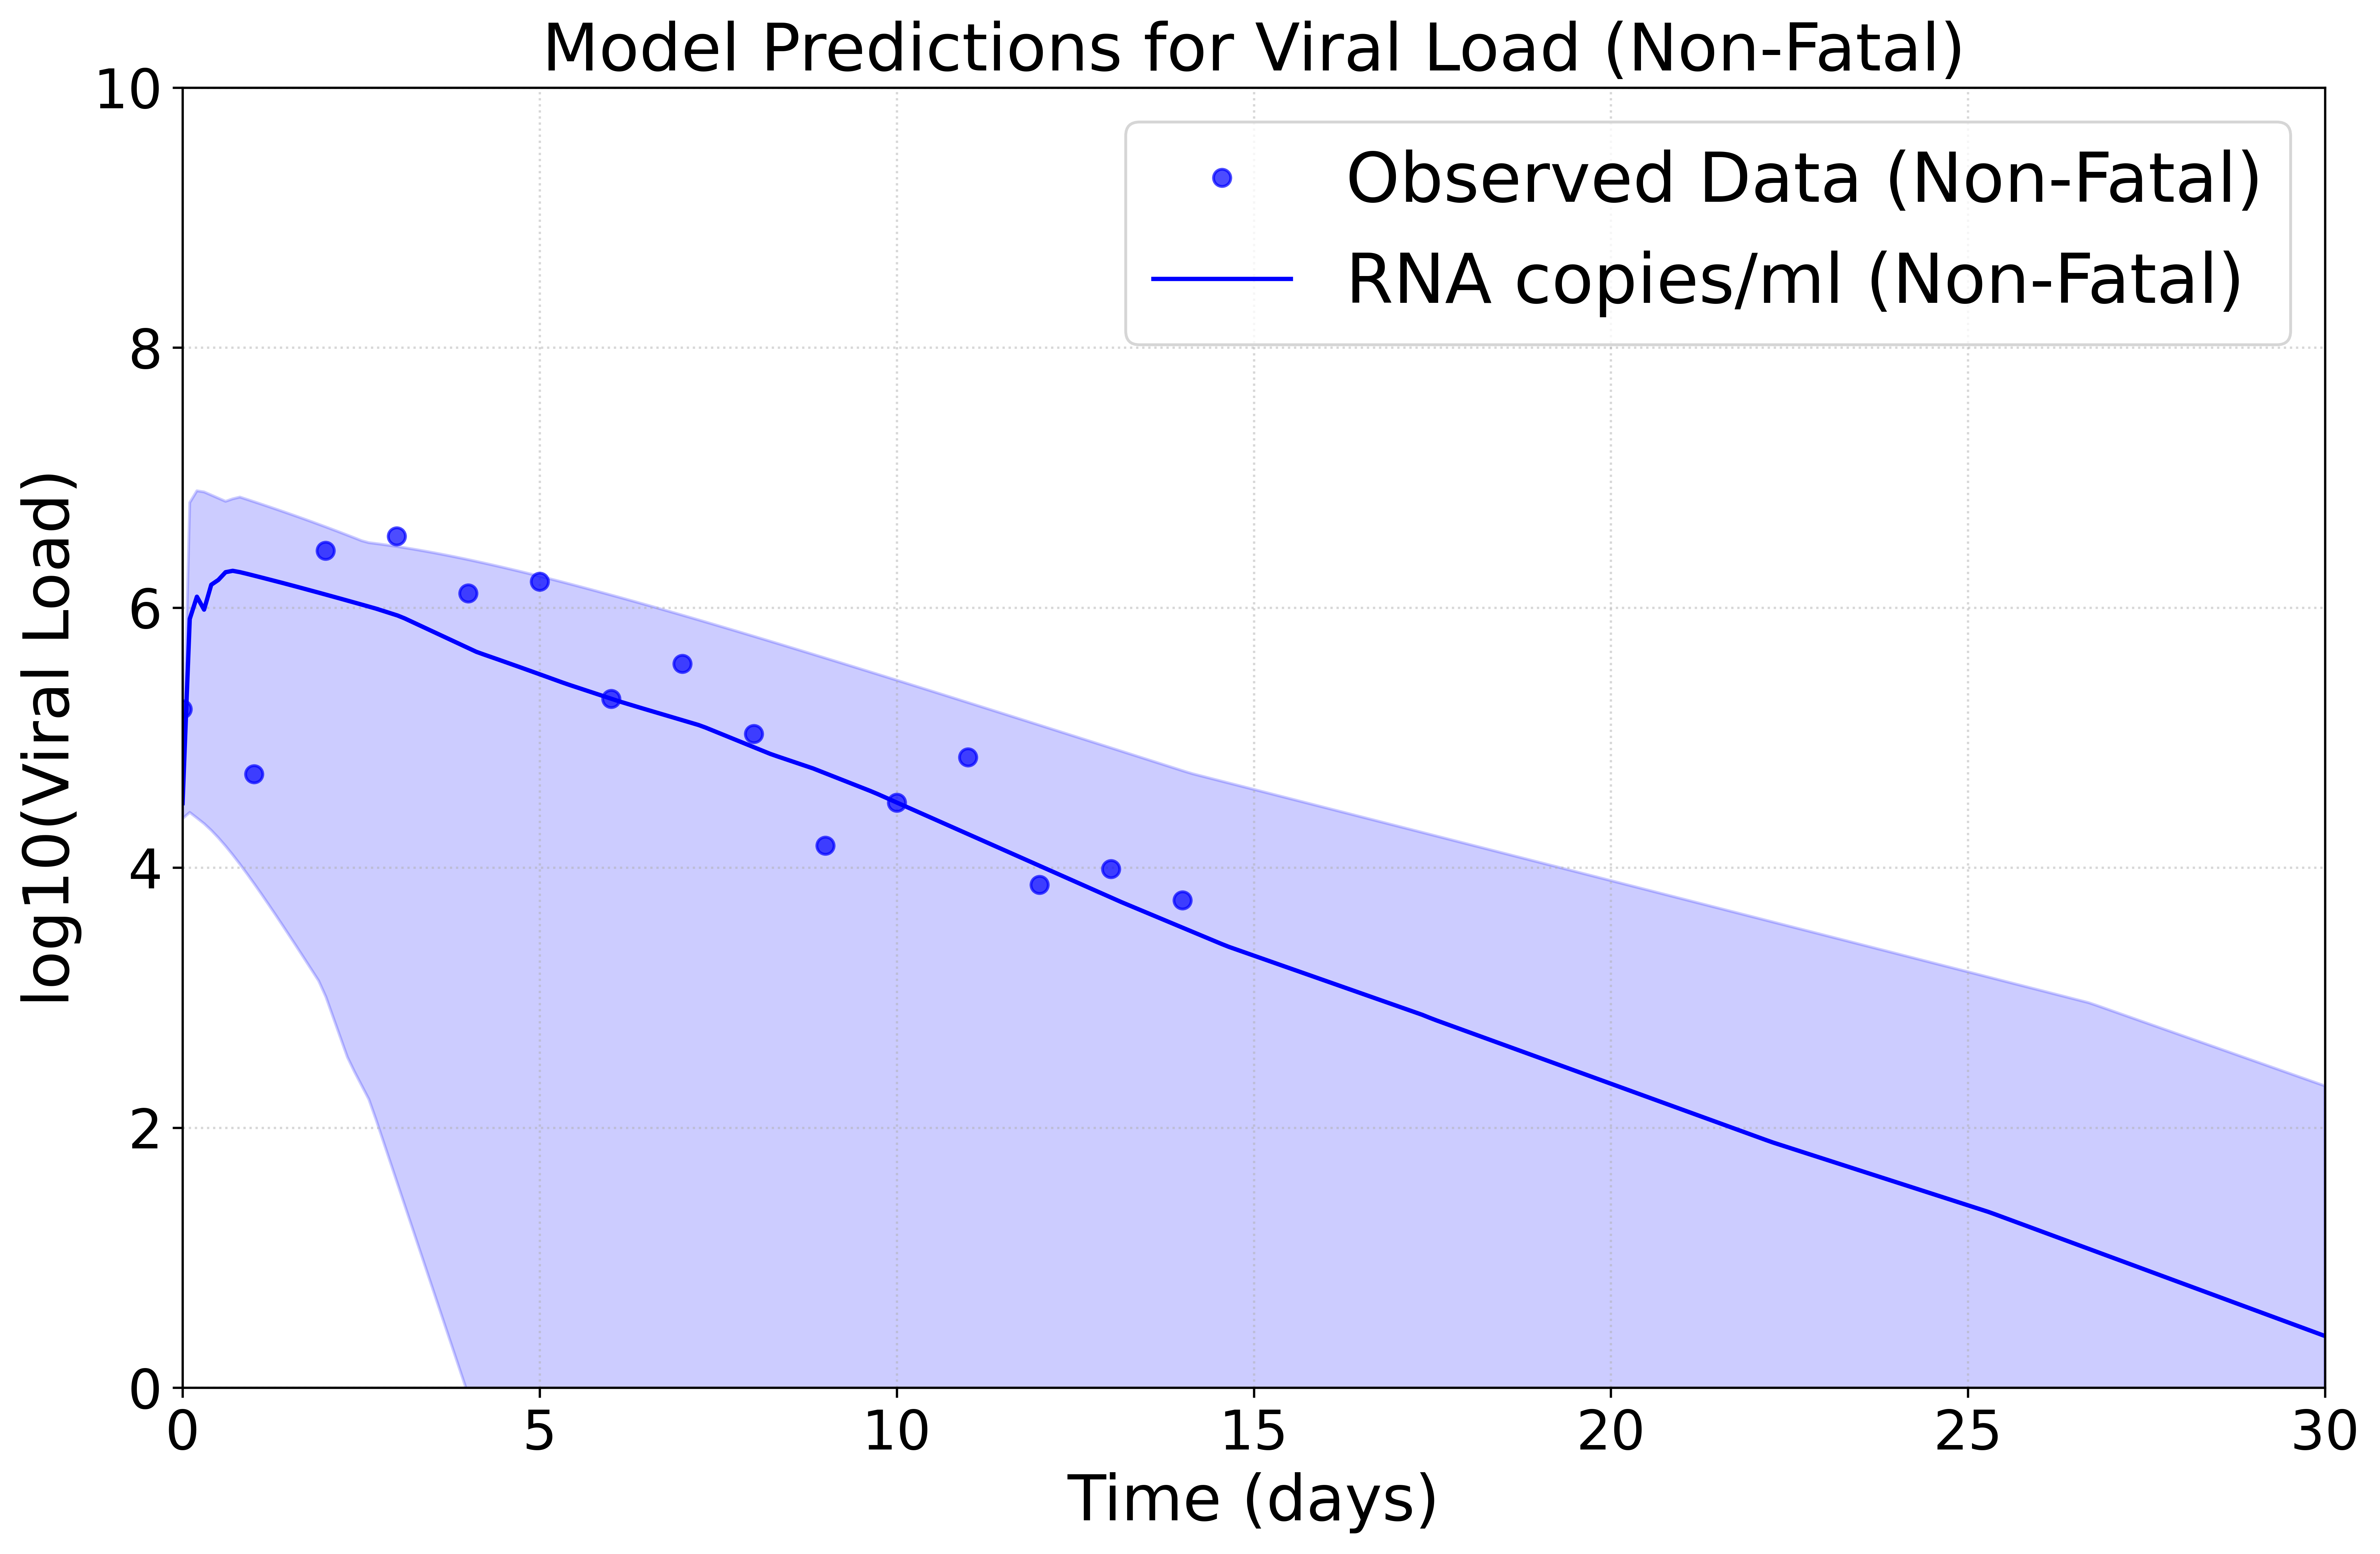 Model Predictions for Viral Load (Non-Fatal)
10
8
6
4
2
0
log10(Viral Load)
Observed Data (Non-Fatal)
RNA copies/ml (Non-Fatal)
0 5 10 15 20 25 30
Time (days)